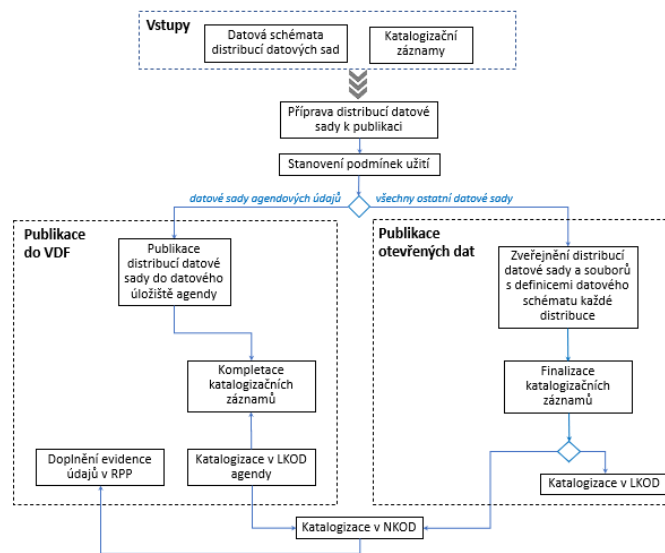 Vstupy
Datová schémata
distribucí datových sad
Katalogizační
záznamy
Příprava distribucí datové
sady k publikaci
Stanovení podmínek užití
datové sady agendových údajů
všechny ostatní datové sady
Publikace
do VDF
Publikace
distribucí datové
sady do datového
úložiště agendy
Kompletace
katalogizačních
záznamů
Doplnění evidence
údajů v RPP
Katalogizace v LKOD
agendy
Publikace
otevřených dat
Zveřejnění distribucí
datové sady a souborů
s definicemi datového
schématu každé
distribuce
Finalizace
katalogizačních
záznamů
Katalogizace v LKOD
Katalogizace v NKOD